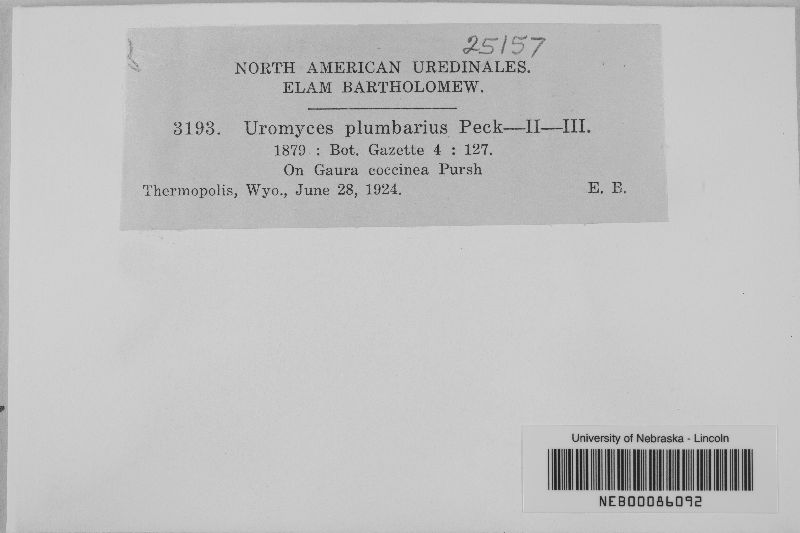 25157
NORTH AMERICAN UREDINALES.
ELAM BARTHOLOMEW.
3193. Uromyces plumbarius Peck—II—III.
1879 : Bot. Gazette 4 : 127.
On Gaura coccinea Pursh
Thermopolis, Wyo., June 28, 1924. E. B.
University of Nebraska - Lincoln
NEB00086092